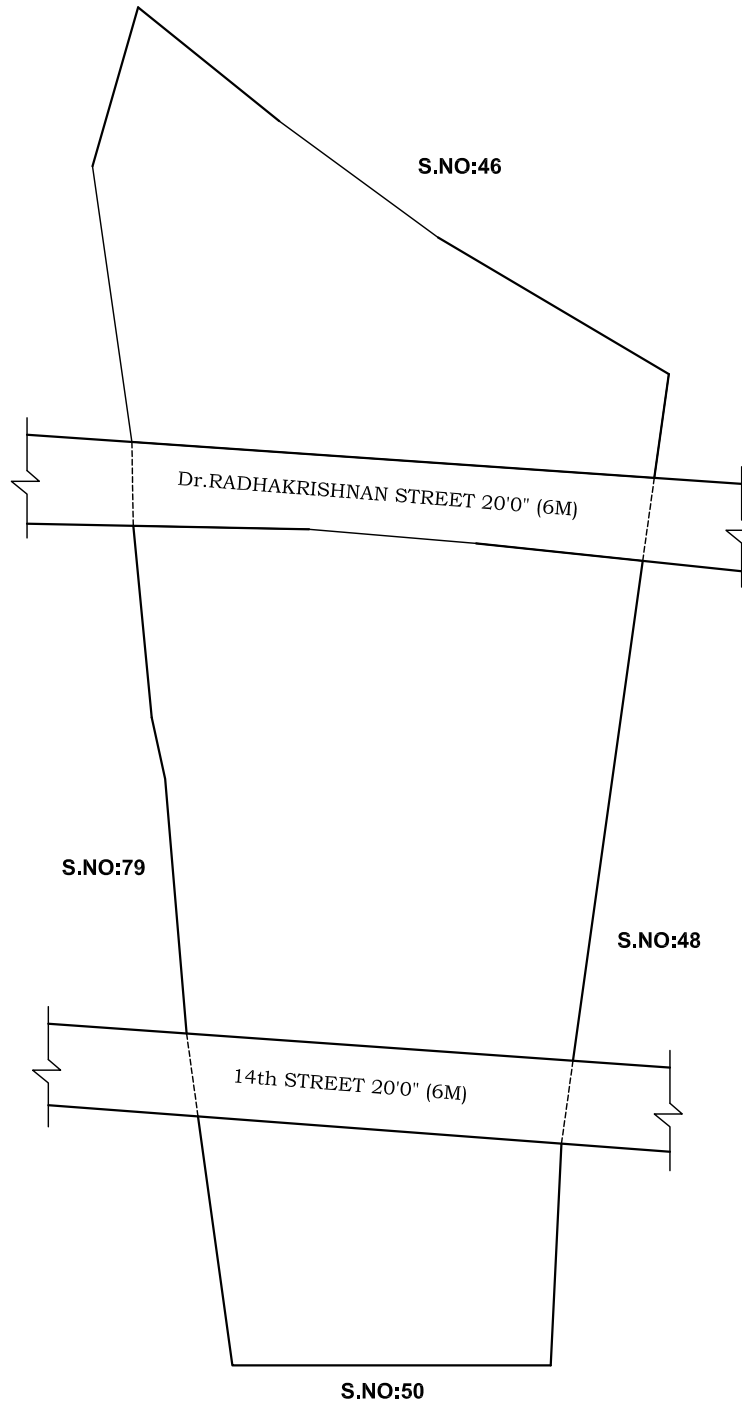 S.NO:46
Dr.RADHAKRISHNAN STREET 20'0" (6M)
S.NO:79
S.NO:48
14th STREET 20'0" (6M)
S.NO:50